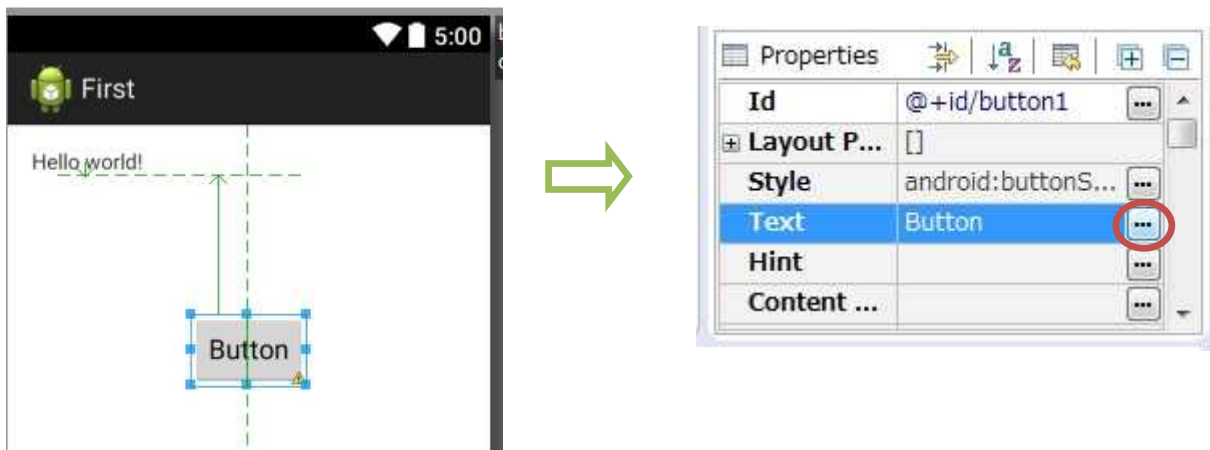 5:00
First
Hello world!
Button
Properties
Id @+id/button1 ...
Layout P... []
Style android:buttonS... ...
Text Button ...
Hint ...
Content ... ...